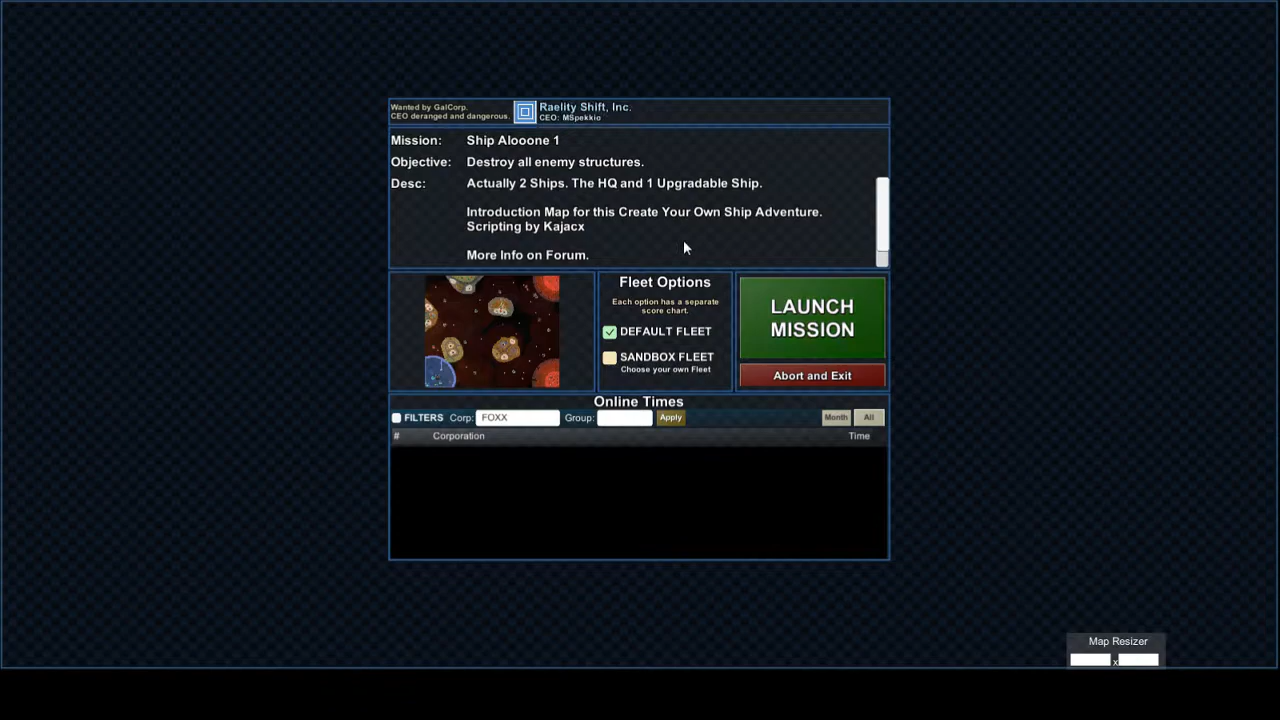 Wanted by GalCorp.
CEO deranged and dangerous.
Raelity Shift, Inc.
CEO: MSpekkio
Mission: Ship Alooone 1
Objective: Destroy all enemy structures.
Desc: Actually 2 Ships. The HQ and 1 Upgradable Ship.
Introduction Map for this Create Your Own Ship Adventure.
Scripting by Kajacx
More Info on Forum.
Fleet Options
Each option has a separate
score chart.
DEFAULT FLEET
SANDBOX FLEET
Choose your own Fleet
LAUNCH
MISSION
Abort and Exit
Online Times
FILTERS Corp: FOXX Group: Apply Month All
# Corporation Time
Map Resizer
x